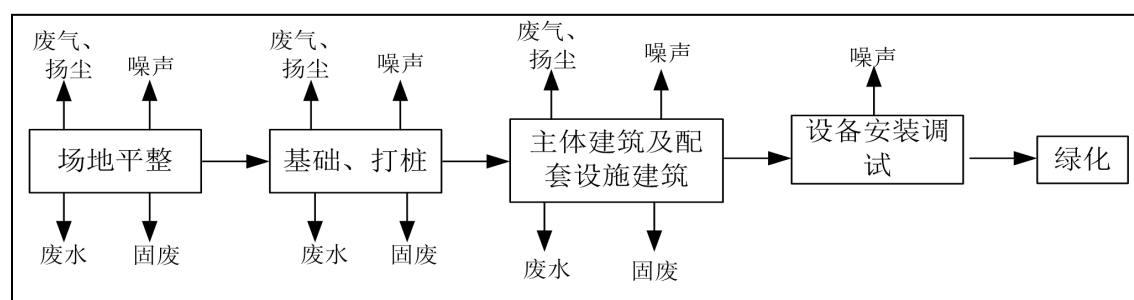 废气、
扬尘
噪声
废气、
扬尘
噪声
废气、
扬尘
噪声
噪声
场地平整
基础、打桩
主体建筑及配
套设施建筑
设备安装调
试
绿化
废水
固废
废水
固废
废水
固废